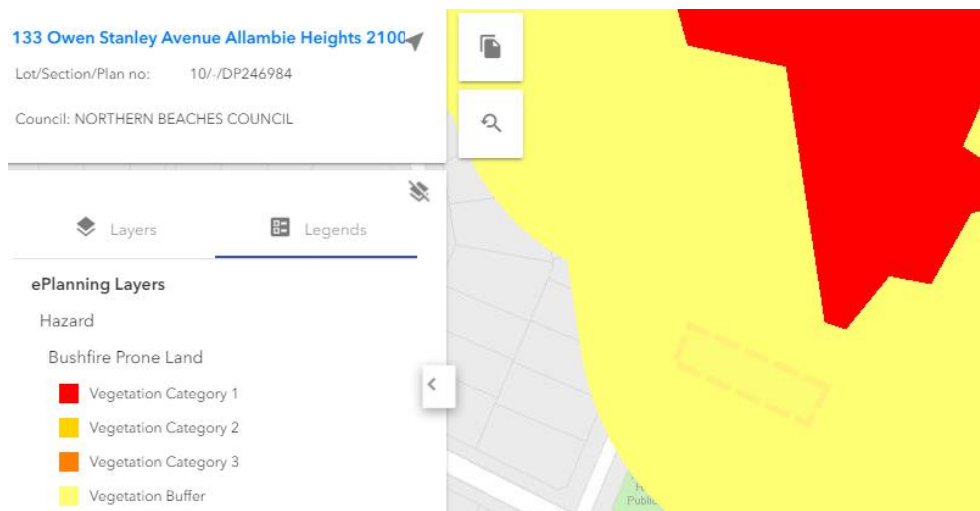 133 Owen Stanley Avenue Allambie Heights 2100
Lot/Section/Plan no: 10/-/DP246984
Council: NORTHERN BEACHES COUNCIL
Layers Legends
ePlanning Layers
Hazard
Bushfire Prone Land
Vegetation Category 1
Vegetation Category 2
Vegetation Category 3
Vegetation Buffer
Public